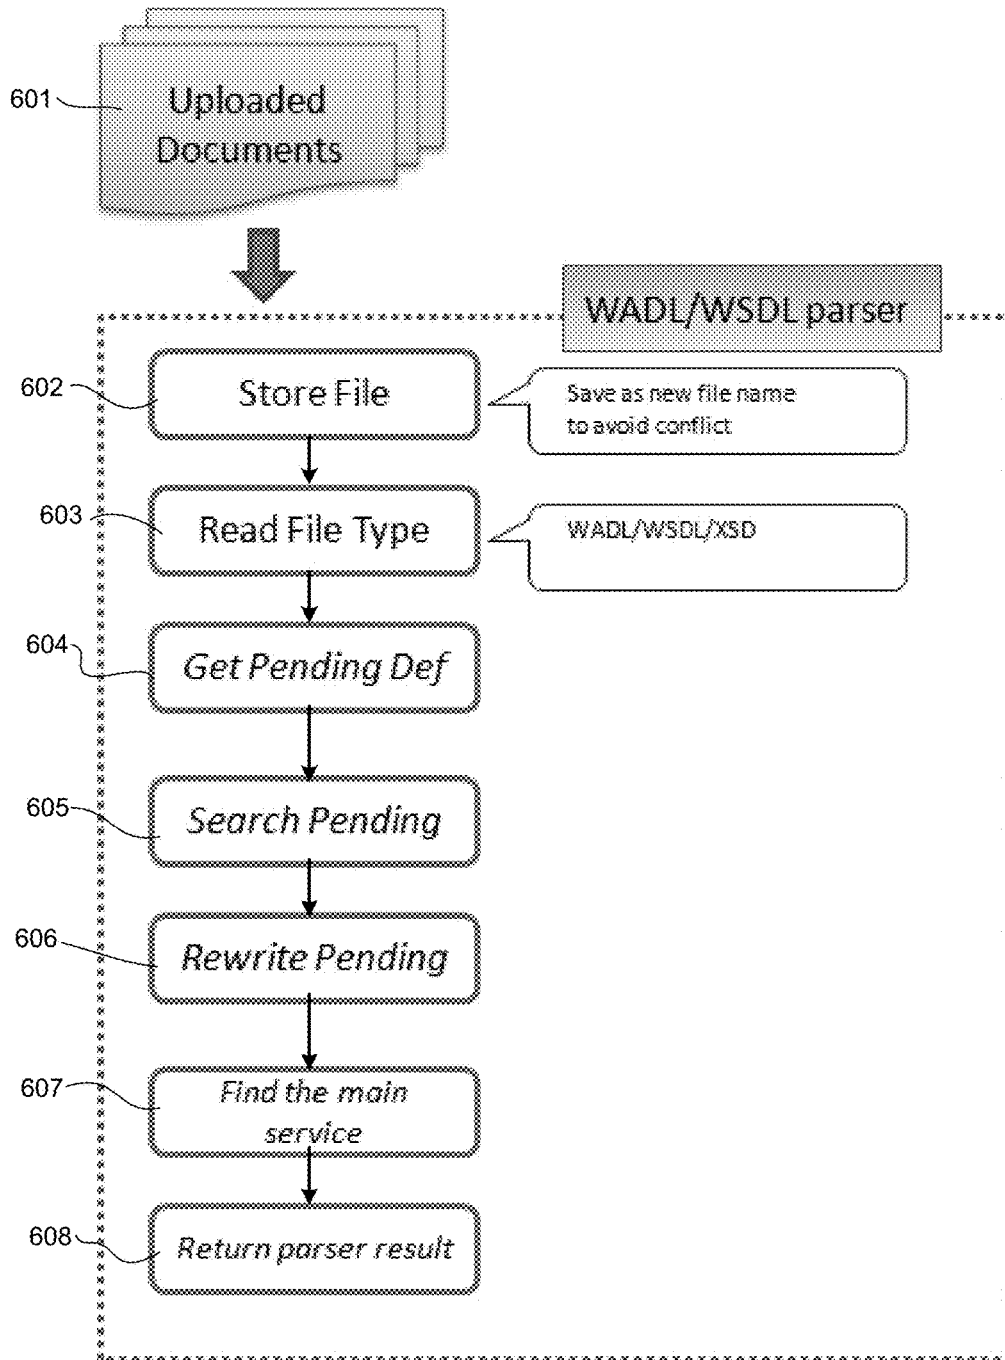 601
Uploaded
Documents
WADL/WSDL parser
602
Store File
Save as new file name
to avoid conflict
603
Read File Type
WADL/WSDL/XSD
604
Get Pending Def
605
Search Pending
606
Rewrite Pending
607
Find the main
service
608
Return parser result